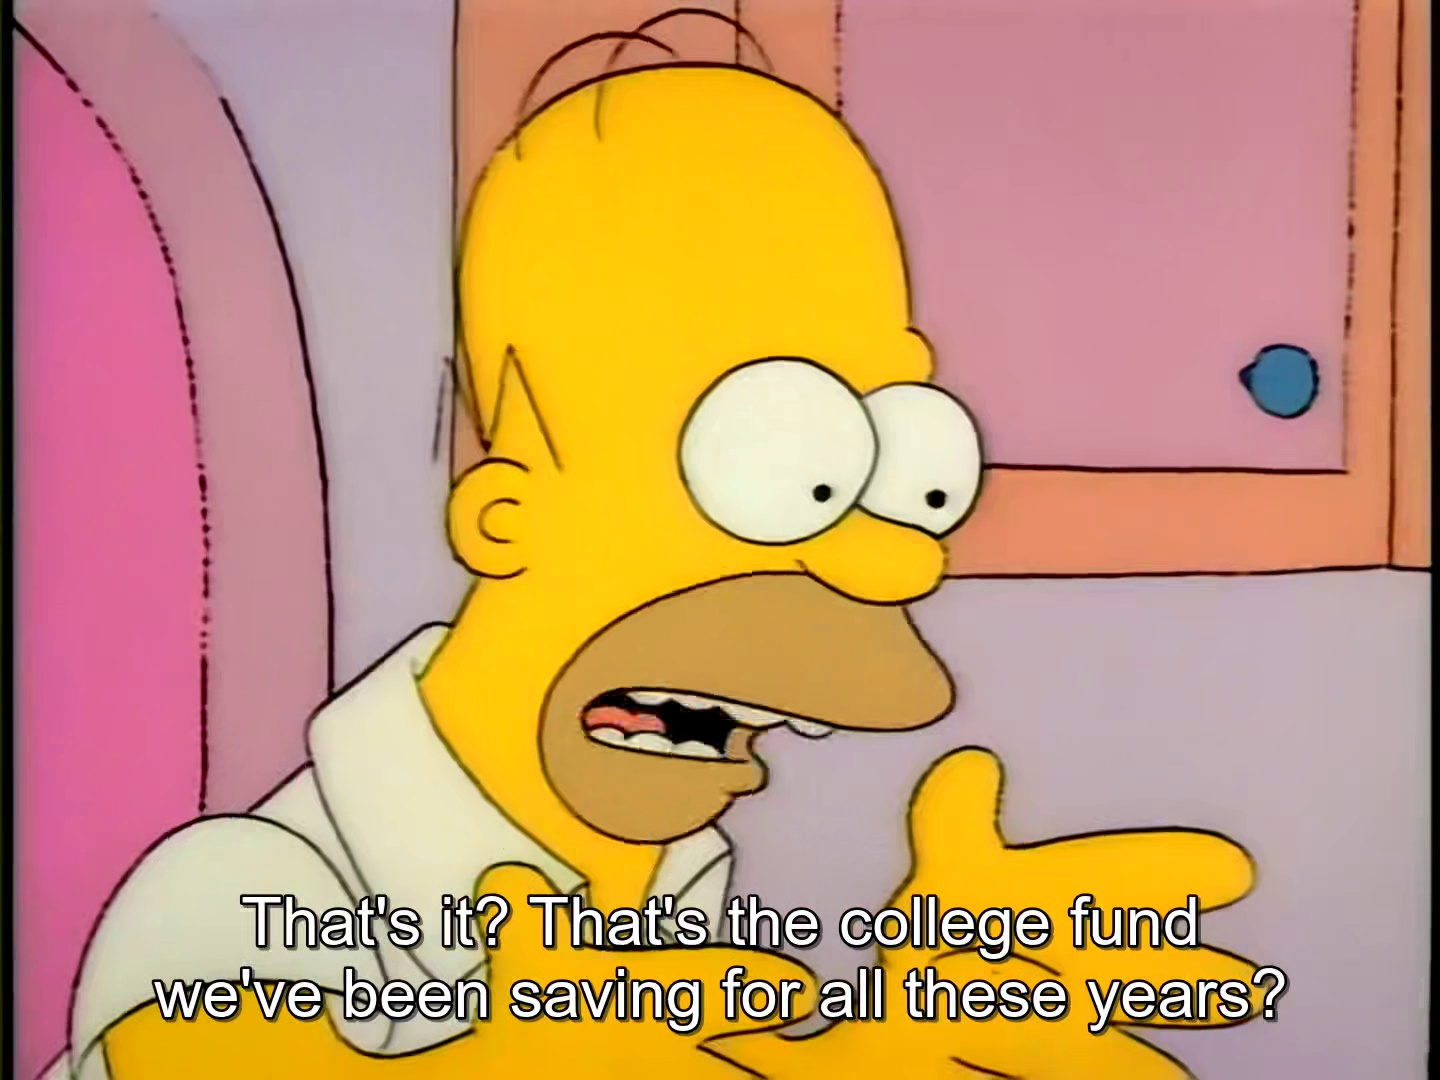 That's it? That's the college fund
we've been saving for all these years?